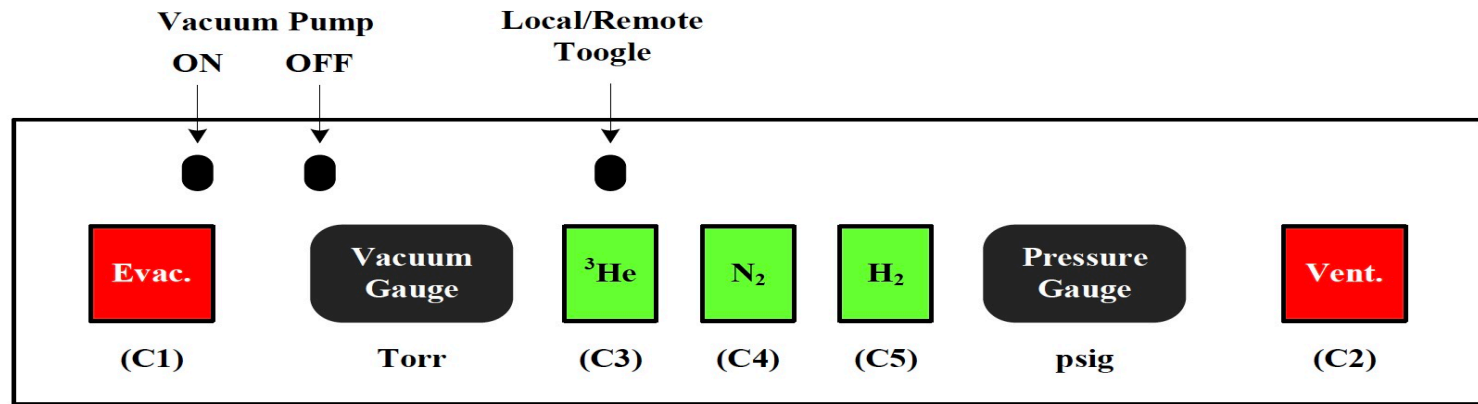 Vacuum Pump
ON OFF
Local/Remote
Toogle
Evac.
Vacuum
Gauge
³He
N₂
H₂
Pressure
Gauge
Vent.
(C1) Torr (C3) (C4) (C5) psig (C2)